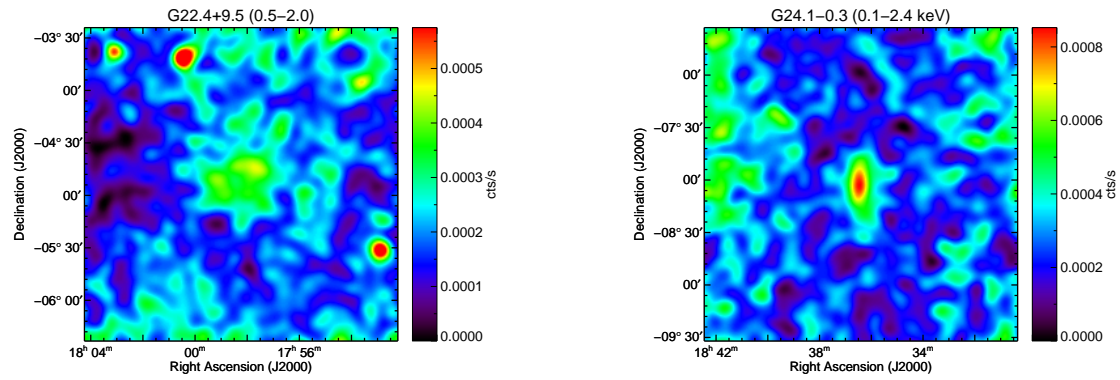 G22.4+9.5 (0.5−2.0)
−03° 30′
00′
−04° 30′
00′
−05° 30′
−06° 00′
Declination (J2000)
18ʰ 04ᵐ
00ᵐ
17ʰ 56ᵐ
Right Ascension (J2000)
0.0005
0.0004
0.0003
0.0002
0.0001
0.0000
cts/s
G24.1−0.3 (0.1−2.4 keV)
00′
−07° 30′
00′
−08° 30′
00′
−09° 30′
Declination (J2000)
18ʰ 42ᵐ
38ᵐ
34ᵐ
Right Ascension (J2000)
0.0008
0.0006
0.0004
0.0002
0.0000
cts/s